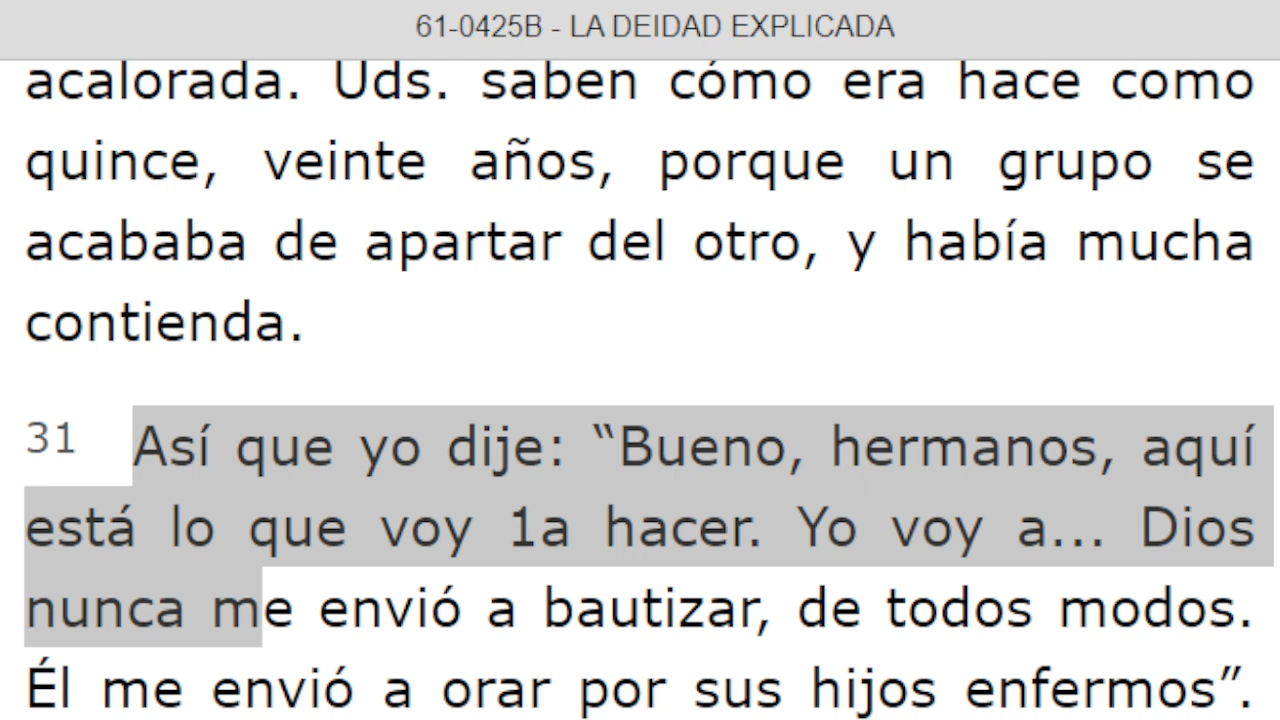 61-0425B - LA DEIDAD EXPLICADA
acalorada. Uds. saben cómo era hace como
quince, veinte años, porque un grupo se
acababa de apartar del otro, y había mucha
contienda.
31 Así que yo dije: “Bueno, hermanos, aquí
está lo que voy 1a hacer. Yo voy a... Dios
nunca me envió a bautizar, de todos modos.
Él me envió a orar por sus hijos enfermos”.